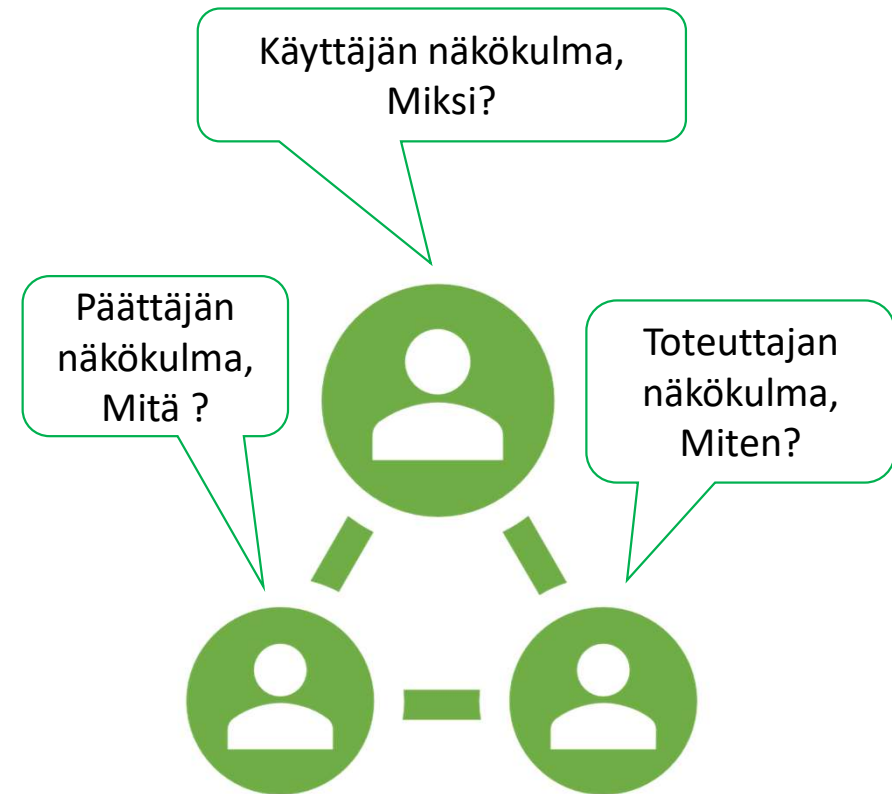 Käyttäjän näkökulma,
Miksi?
Päättäjän
näkökulma,
Mitä ?
Toteuttajan
näkökulma,
Miten?